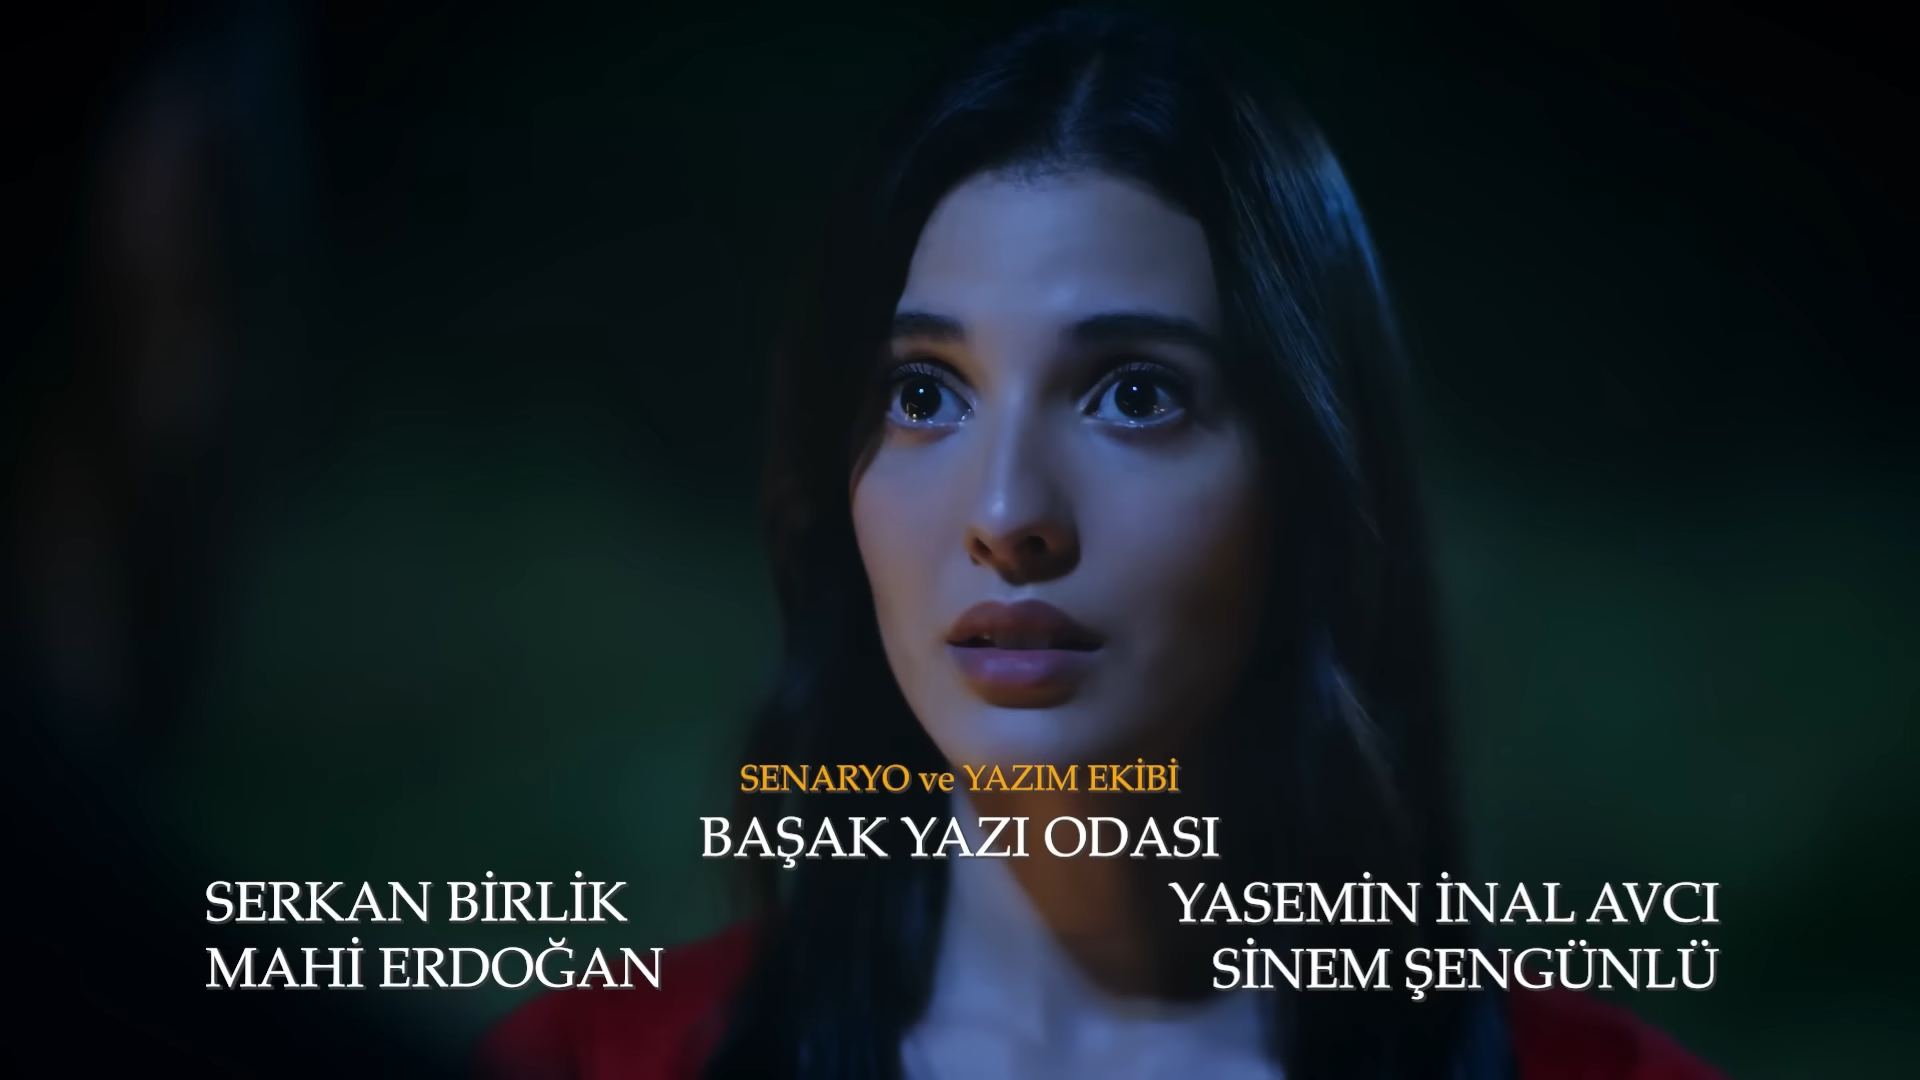 SENARYO ve YAZIM EKİBİ
BAŞAK YAZI ODASI
SERKAN BİRLİK
YASEMİN İNAL AVCI
MAHİ ERDOĞAN
SİNEM ŞENGÜNLÜ